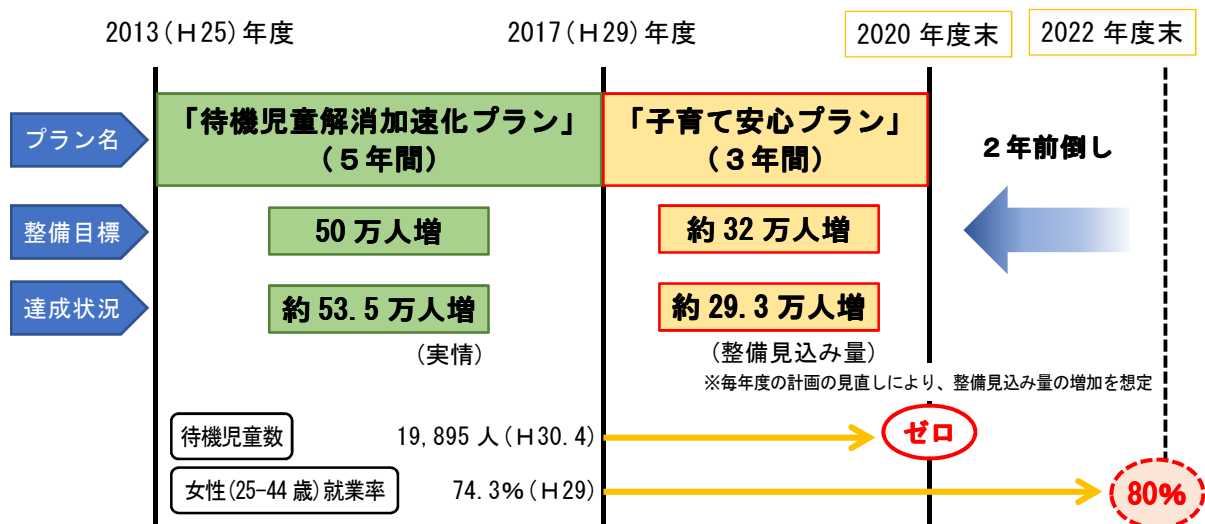 2013(H25)年度
2017(H29)年度
2020 年度末
2022 年度末
プラン名
「待機児童解消加速化プラン」
(5年間)
「子育て安心プラン」
(3年間)
2年前倒し
整備目標
50 万人増
約 32 万人増
達成状況
約 53.5 万人増
約 29.3 万人増
(実情)
(整備見込み量)
※毎年度の計画の見直しにより、整備見込み量の増加を想定
待機児童数
19,895 人(H30.4)
ゼロ
女性(25-44 歳)就業率
74.3%(H29)
80%